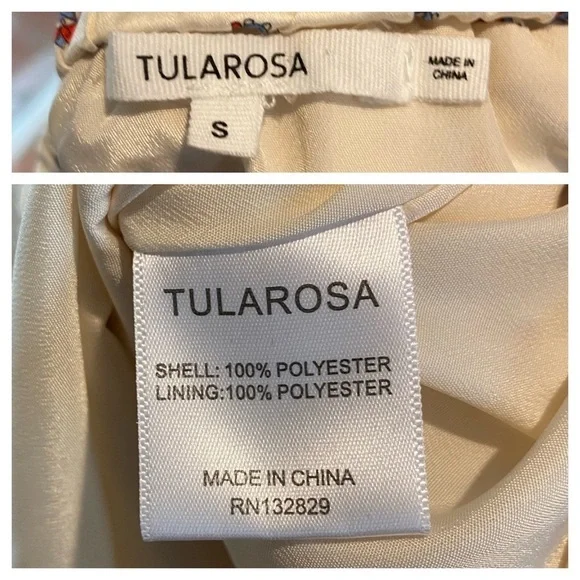 TULAROSA
MADE IN
CHINA
S
TULAROSA
SHELL: 100% POLYESTER
LINING:100% POLYESTER
MADE IN CHINA
RN132829